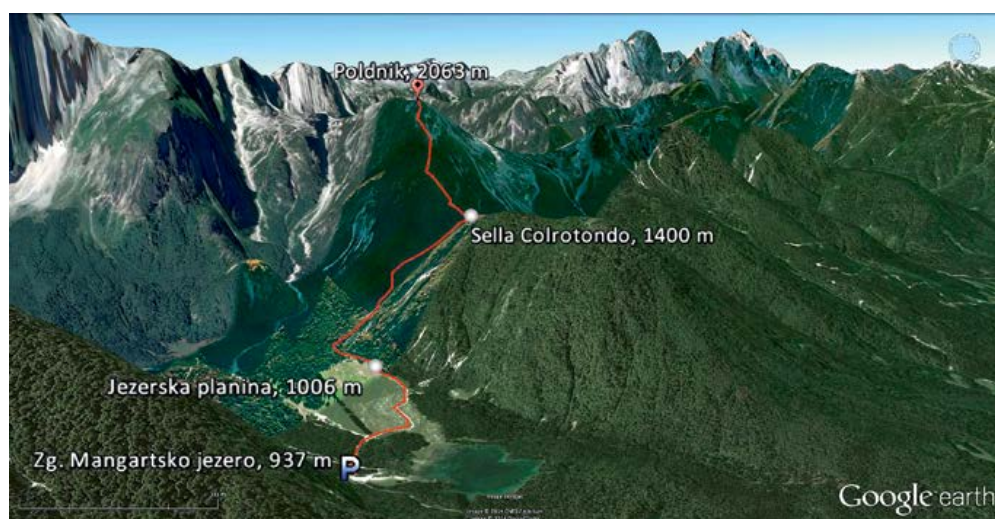 Poldnik, 2063 m
Sella Colrotondo, 1400 m
Jezerska planina, 1006 m
Zg. Mangartsko jezero, 937 m
P
Google earth